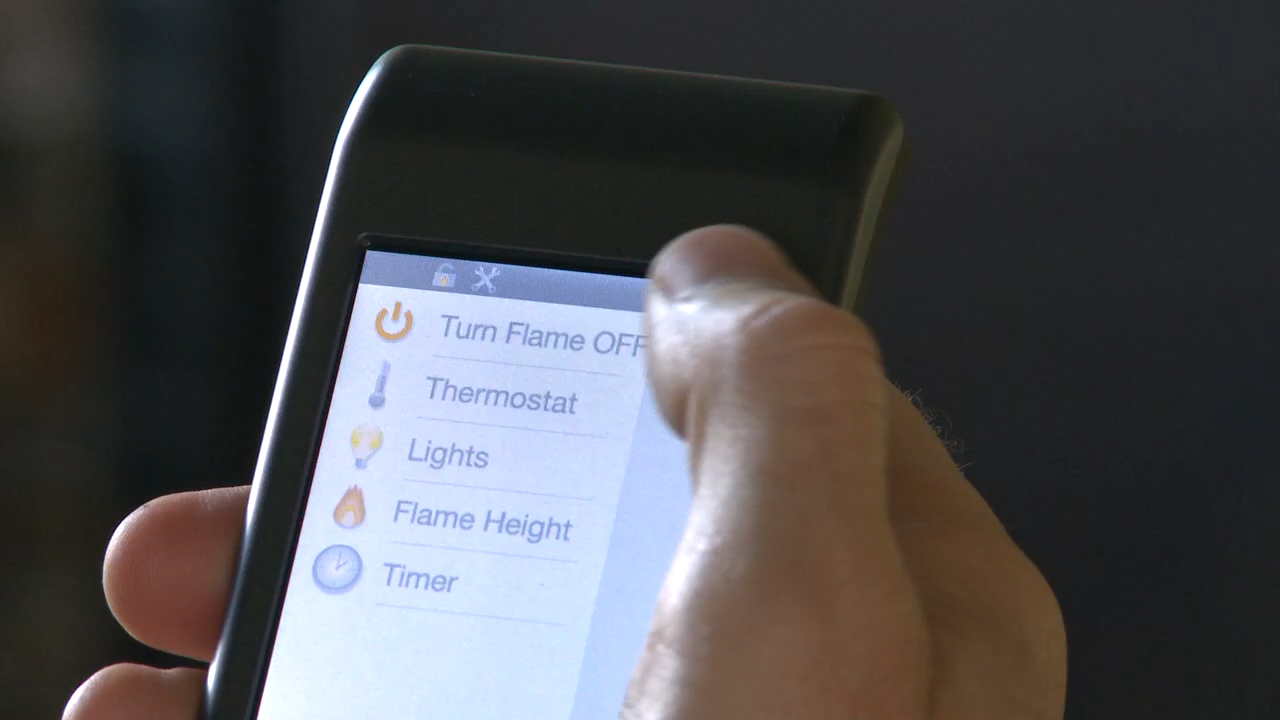 Turn Flame OFF
Thermostat
Lights
Flame Height
Timer